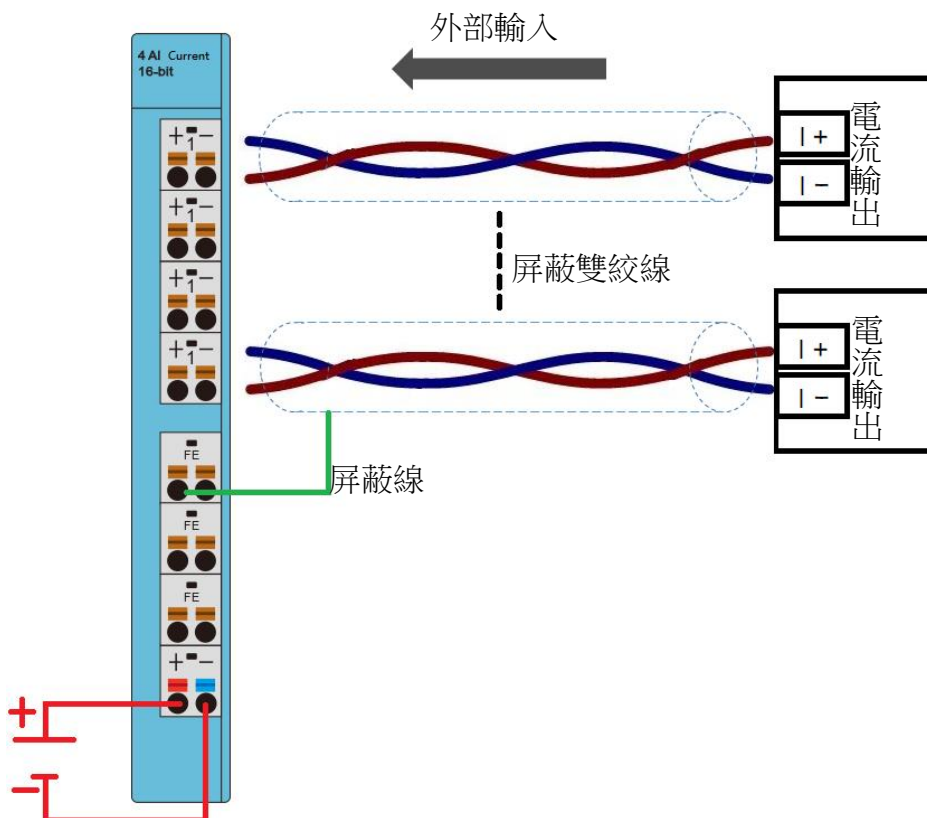 外部輸入
4 AI Current
16-bit
+ -
1
+ -
1
+ -
1
+ -
1
FE
FE
FE
+ -
I +
I -
電流輸出
屏蔽雙絞線
I +
I -
電流輸出
屏蔽線
+
-